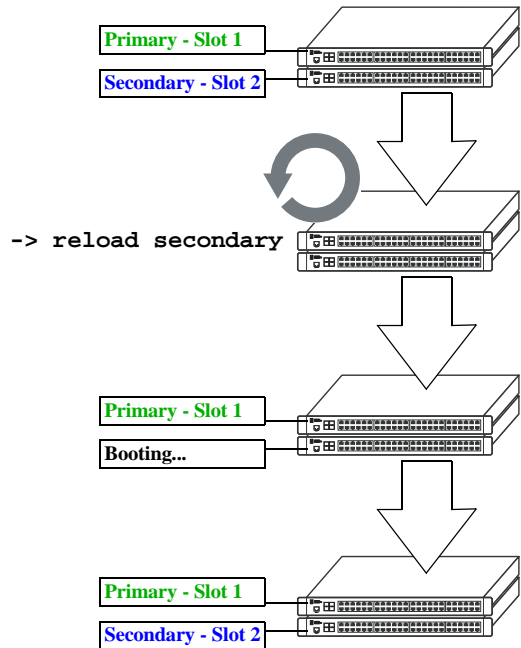 Primary - Slot 1
Secondary - Slot 2
-> reload secondary
Primary - Slot 1
Booting...
Primary - Slot 1
Secondary - Slot 2